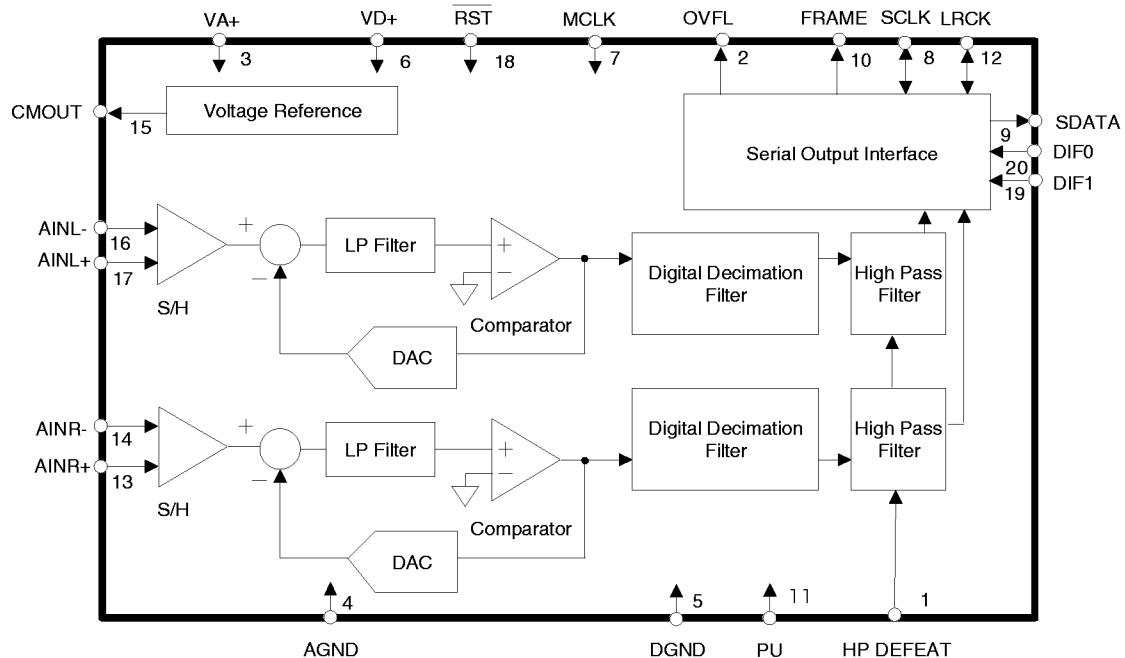 VA+ VD+ RST MCLK OVFL FRAME SCLK LRCK
3 6 18 7 2 10 8 12
CMOUT 15 Voltage Reference
Serial Output Interface
9 SDATA
20 DIF0
19 DIF1
AINL- 16
AINL+ 17
S/H
+
−
LP Filter
+
−
Comparator
DAC
Digital Decimation
Filter
High Pass
Filter
AINR- 14
AINR+ 13
S/H
+
−
LP Filter
+
−
Comparator
DAC
Digital Decimation
Filter
High Pass
Filter
4 5 11 1
AGND DGND PU HP DEFEAT